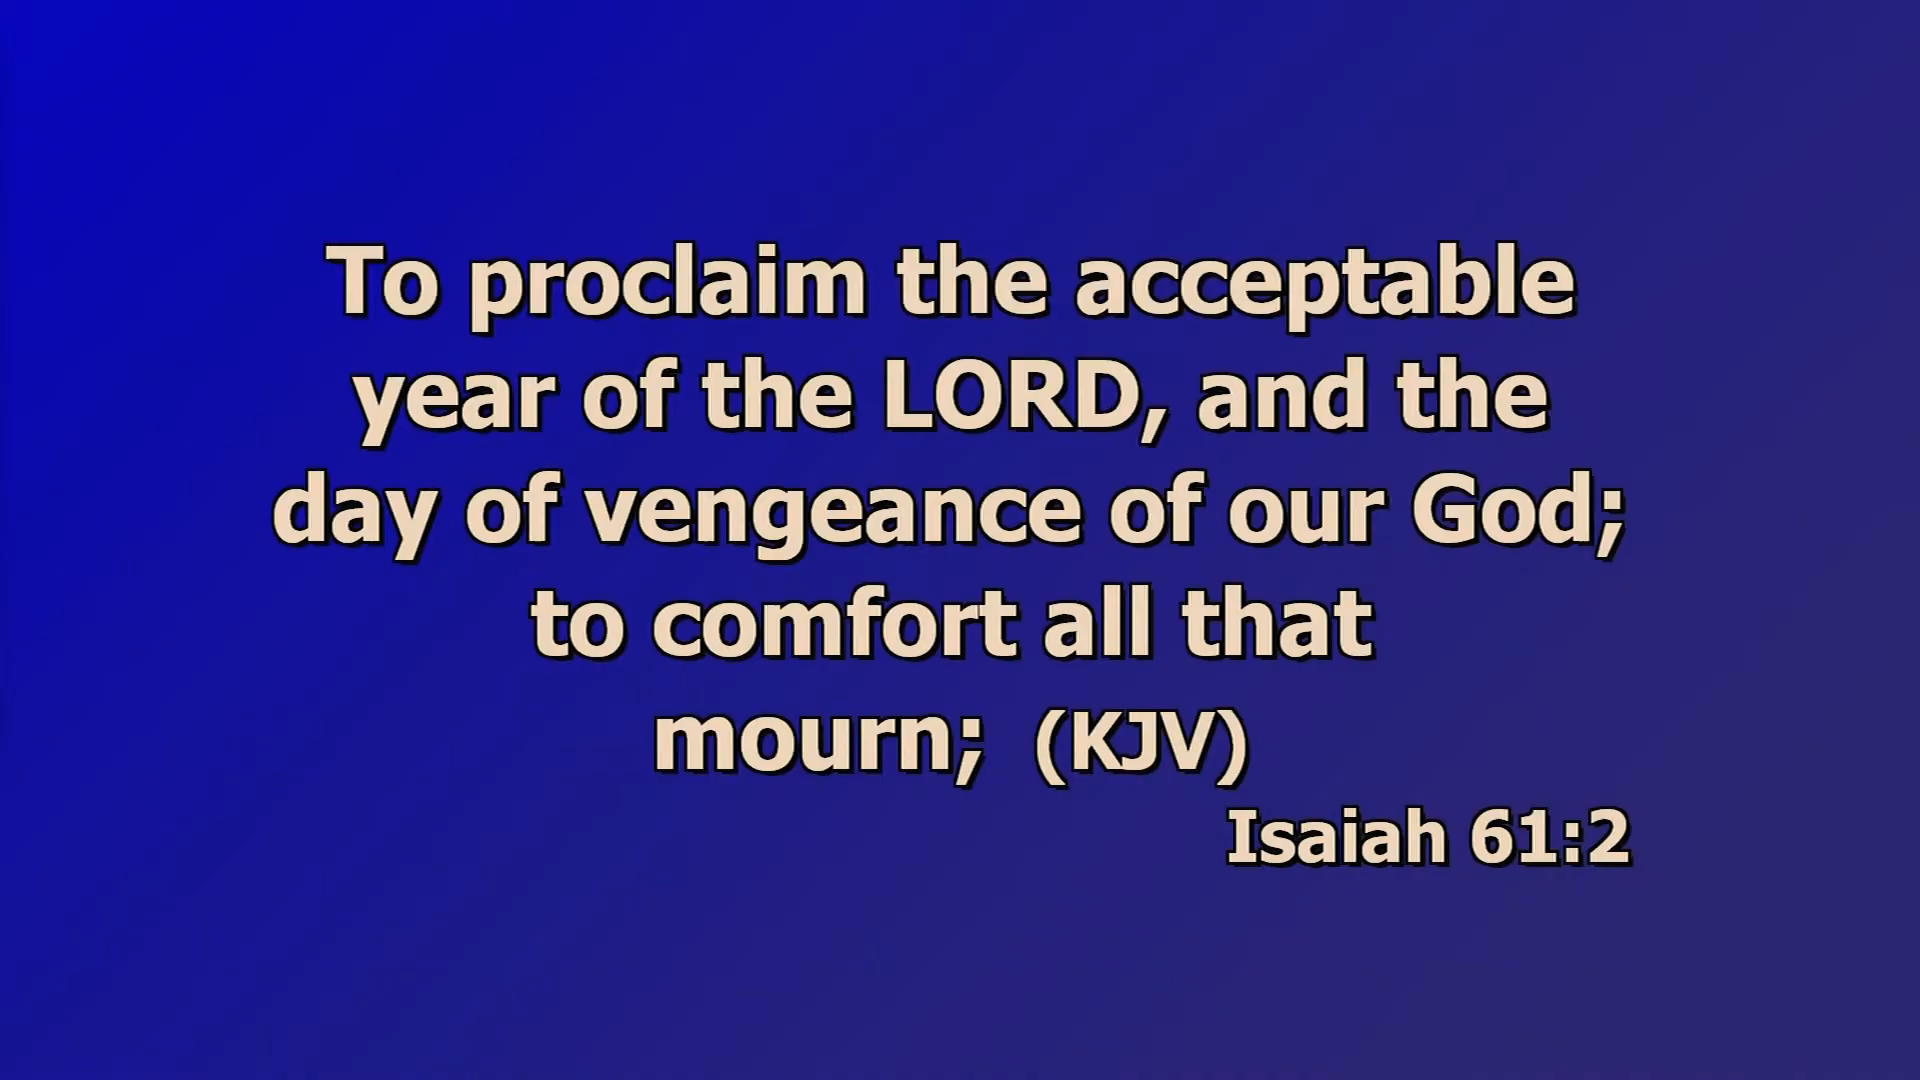 To proclaim the acceptable
year of the LORD, and the
day of vengeance of our God;
to comfort all that
mourn; (KJV)
Isaiah 61:2